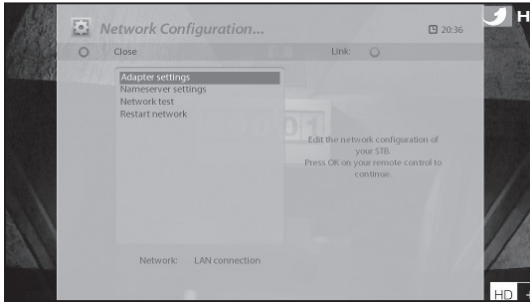 Network Configuration...
20:36
H
Close
Link:
Adapter settings
Nameserver settings
Network test
Restart network
01
Edit the network configuration of
your STB.
Press OK on your remote control to
continue.
Network: LAN connection
HD